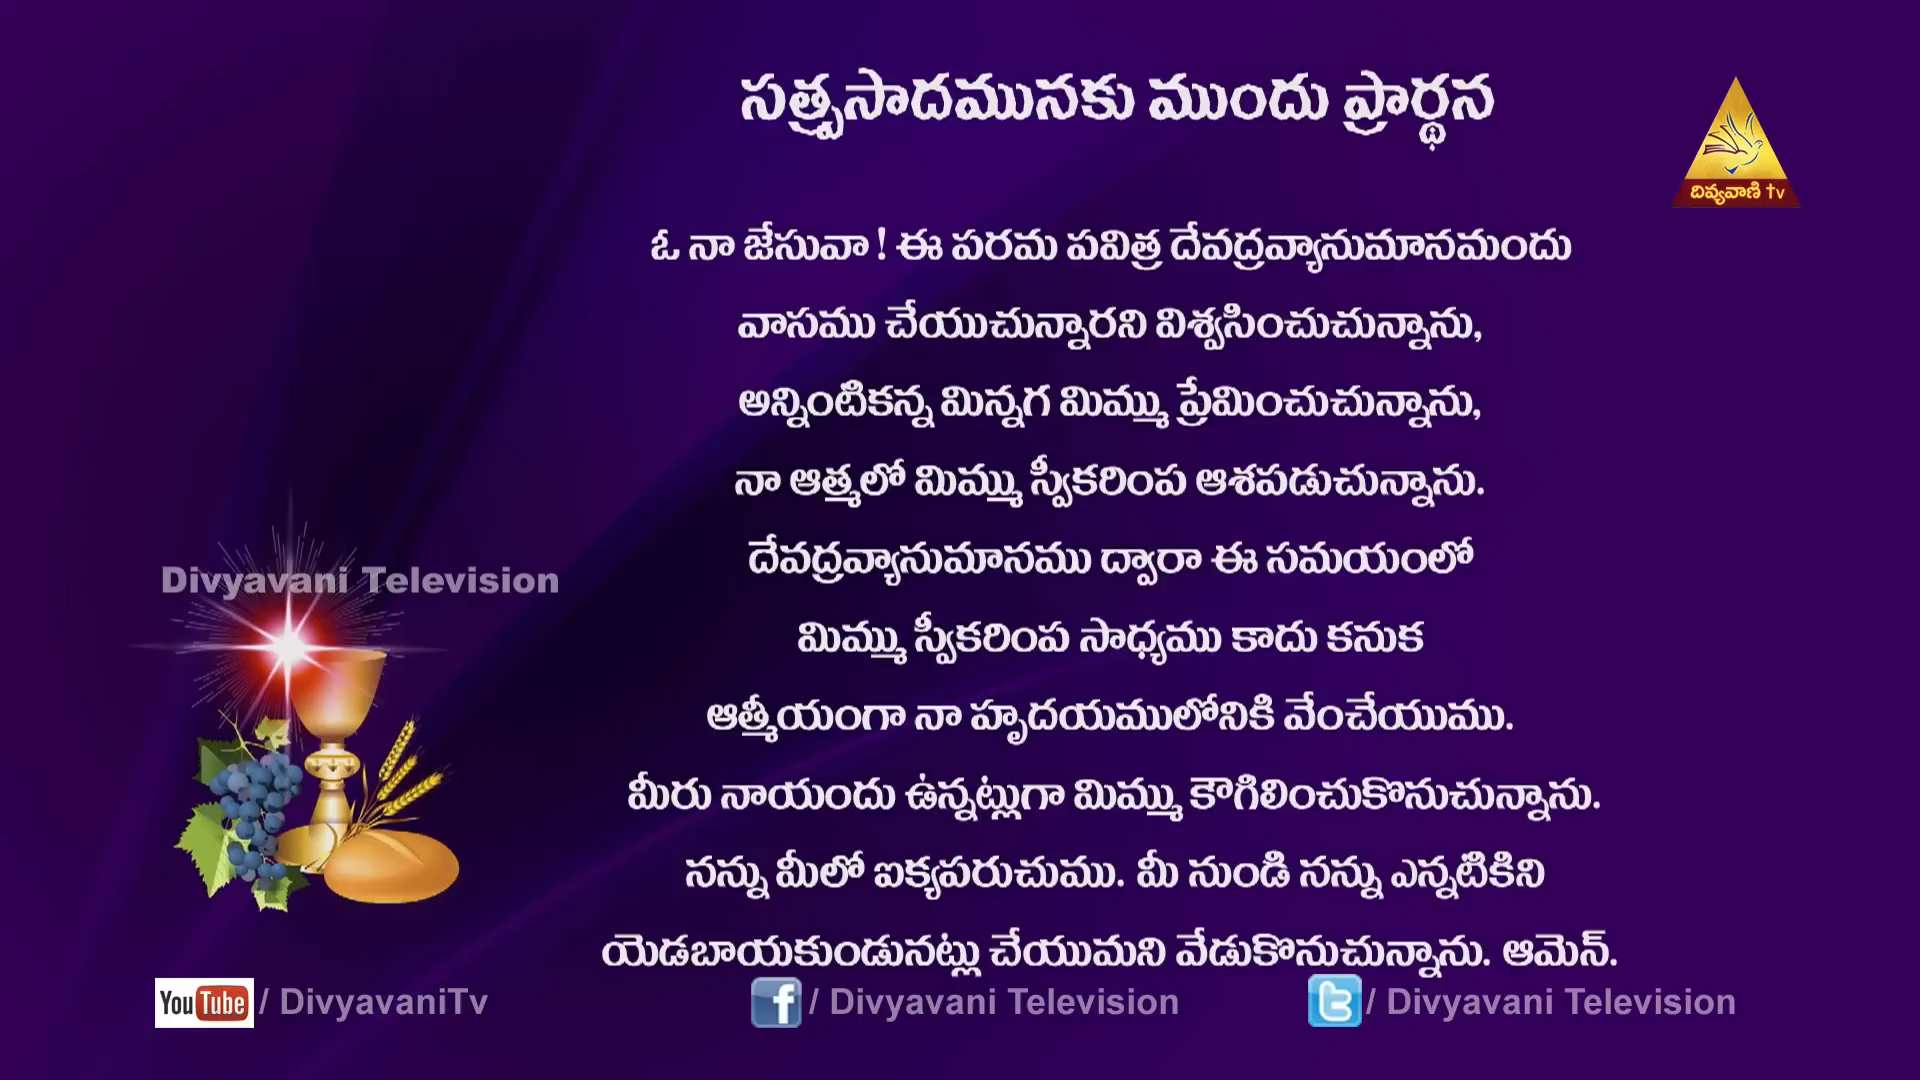 సత్ప్రసాదమునకు ముందు ప్రార్థన
దివ్యవాణి tv
ఓ నా జేసువా! ఈ పరమ పవిత్ర దేవద్రవ్యానుమానమందు
వాసము చేయుచున్నారని విశ్వసించుచున్నాను,
అన్నింటికన్న మిన్నగ మిమ్ము ప్రేమించుచున్నాను,
నా ఆత్మలో మిమ్ము స్వీకరింప ఆశపడుచున్నాను.
దేవద్రవ్యానుమానము ద్వారా ఈ సమయంలో
Divyavani Television
మిమ్ము స్వీకరింప సాధ్యము కాదు కనుక
ఆత్మీయంగా నా హృదయములోనికి వేంచేయుము.
మీరు నాయందు ఉన్నట్లుగా మిమ్ము కౌగిలించుకొనుచున్నాను.
నన్ను మీలో ఐక్యపరుచుము. మీ నుండి నన్ను ఎన్నటికిని
యెడబాయకుండునట్లు చేయుమని వేడుకొనుచున్నాను. ఆమెన్.
YouTube / DivyavaniTv
f / Divyavani Television
t / Divyavani Television